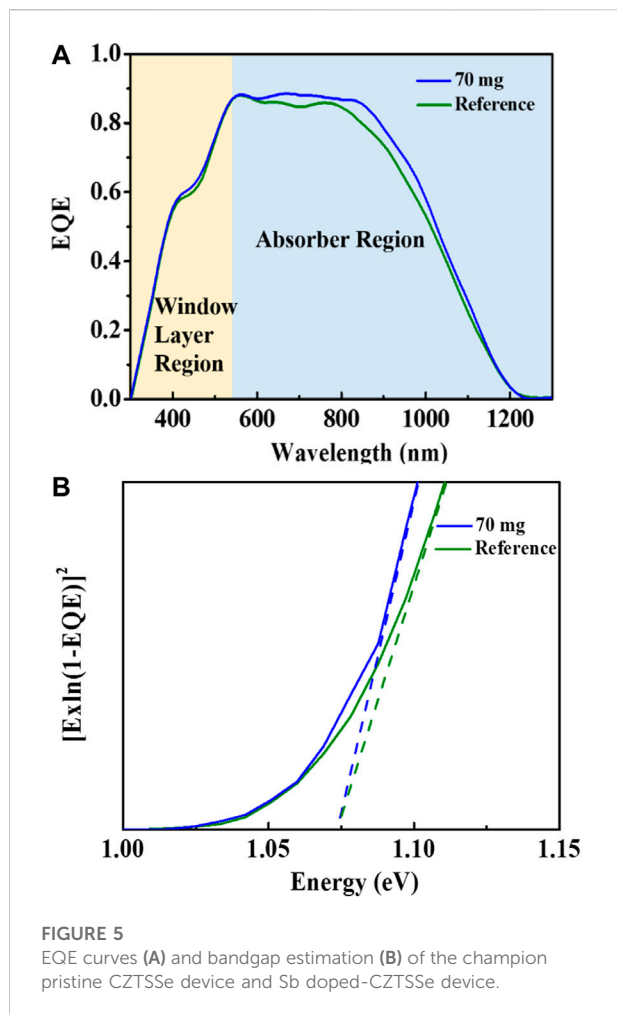 A
EQE
1.0
0.8
0.6
0.4
0.2
0.0
70 mg
Reference
Absorber Region
Window
Layer
Region
400 600 800 1000 1200
Wavelength (nm)
B
[Exln(1-EQE)]²
70 mg
Reference
1.00 1.05 1.10 1.15
Energy (eV)
FIGURE 5
EQE curves (A) and bandgap estimation (B) of the champion
pristine CZTSSe device and Sb doped-CZTSSe device.